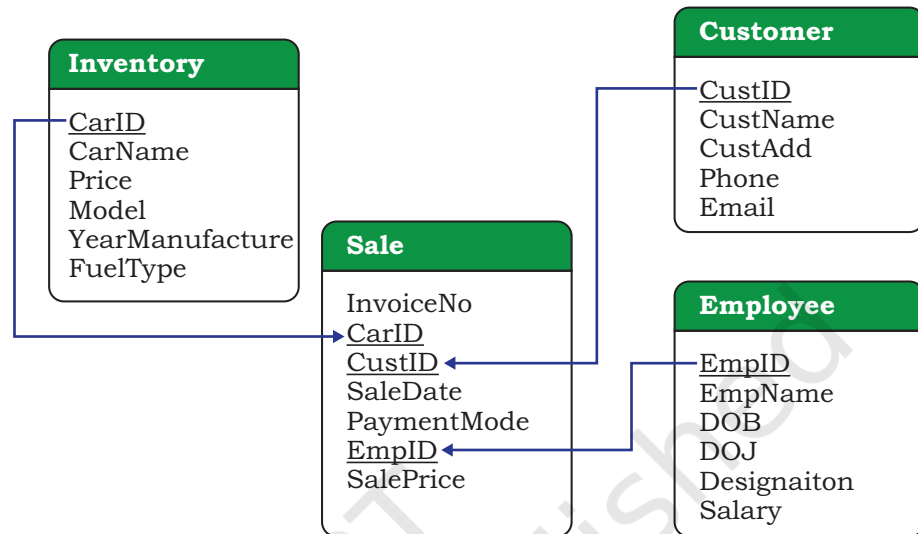 Inventory
CarID
CarName
Price
Model
YearManufacture
FuelType
Sale
InvoiceNo
CarID
CustID
SaleDate
PaymentMode
EmpID
SalePrice
Customer
CustID
CustName
CustAdd
Phone
Email
Employee
EmpID
EmpName
DOB
DOJ
Designaiton
Salary